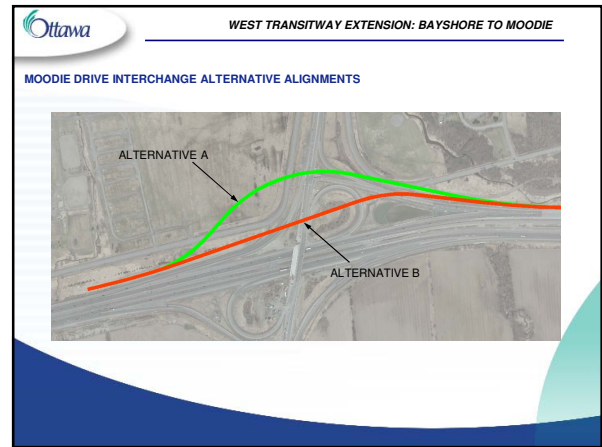 Ottawa
WEST TRANSITWAY EXTENSION: BAYSHORE TO MOODIE
MOODIE DRIVE INTERCHANGE ALTERNATIVE ALIGNMENTS
ALTERNATIVE A
ALTERNATIVE B